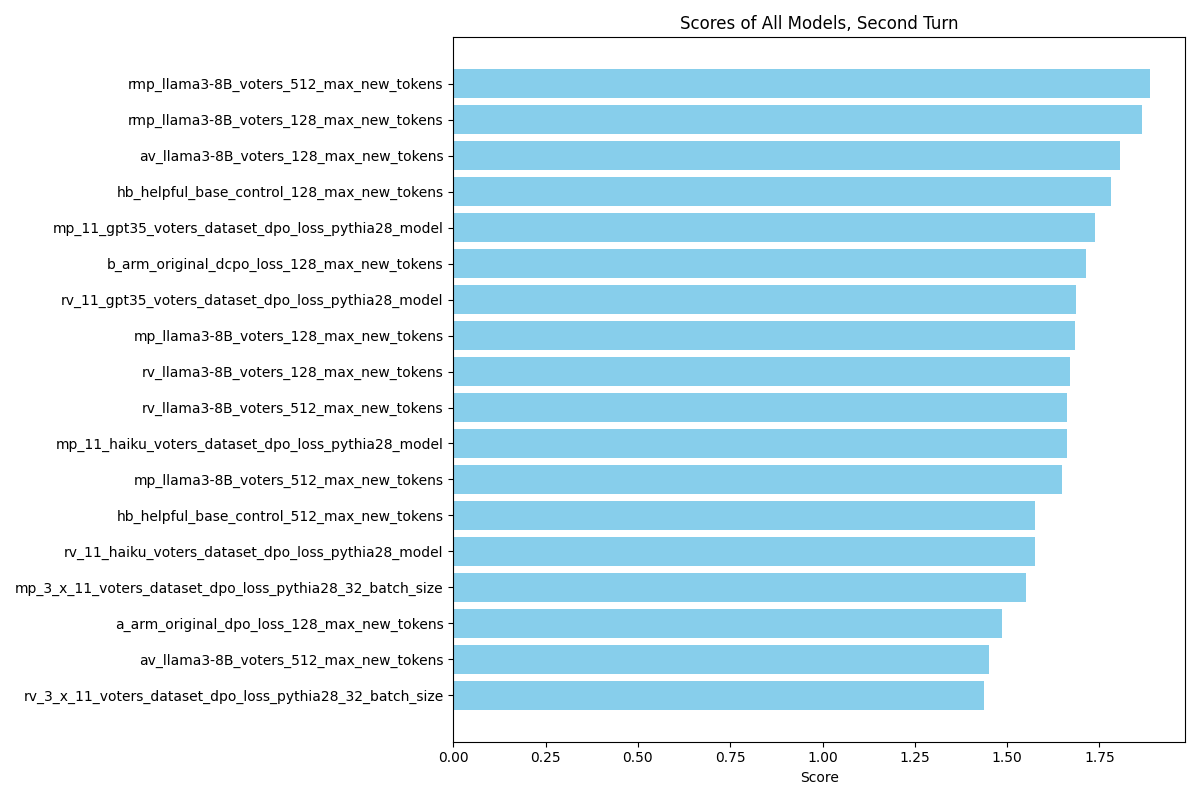 Scores of All Models, Second Turn
rmp_llama3-8B_voters_512_max_new_tokens
rmp_llama3-8B_voters_128_max_new_tokens
av_llama3-8B_voters_128_max_new_tokens
hb_helpful_base_control_128_max_new_tokens
mp_11_gpt35_voters_dataset_dpo_loss_pythia28_model
b_arm_original_dcpo_loss_128_max_new_tokens
rv_11_gpt35_voters_dataset_dpo_loss_pythia28_model
mp_llama3-8B_voters_128_max_new_tokens
rv_llama3-8B_voters_128_max_new_tokens
rv_llama3-8B_voters_512_max_new_tokens
mp_11_haiku_voters_dataset_dpo_loss_pythia28_model
mp_llama3-8B_voters_512_max_new_tokens
hb_helpful_base_control_512_max_new_tokens
rv_11_haiku_voters_dataset_dpo_loss_pythia28_model
mp_3_x_11_voters_dataset_dpo_loss_pythia28_32_batch_size
a_arm_original_dpo_loss_128_max_new_tokens
av_llama3-8B_voters_512_max_new_tokens
rv_3_x_11_voters_dataset_dpo_loss_pythia28_32_batch_size
0.00 0.25 0.50 0.75 1.00 1.25 1.50 1.75
Score